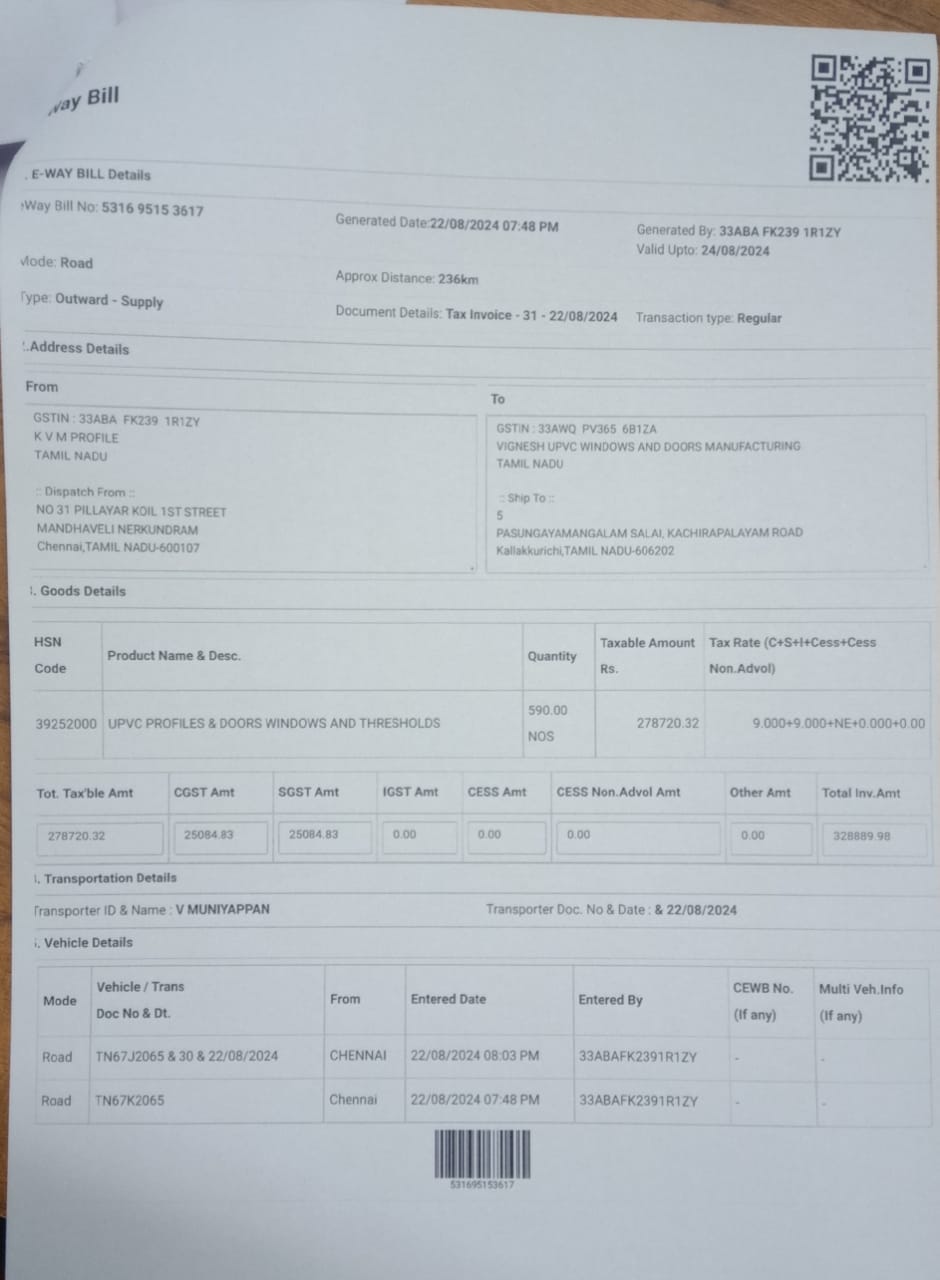 Way Bill
. E-WAY BILL Details
eWay Bill No: 5316 9515 3617
Generated Date:22/08/2024 07:48 PM
Generated By: 33ABA FK239 1R1ZY
Valid Upto: 24/08/2024
Mode: Road
Approx Distance: 236km
Type: Outward - Supply
Document Details: Tax Invoice - 31 - 22/08/2024
Transaction type: Regular
.Address Details
From
GSTIN : 33ABA FK239 1R1ZY
K V M PROFILE
TAMIL NADU
:: Dispatch From ::
NO 31 PILLAYAR KOIL 1ST STREET
MANDHAVELI NERKUNDRAM
Chennai,TAMIL NADU-600107
To
GSTIN : 33AWQ PV365 6B1ZA
VIGNESH UPVC WINDOWS AND DOORS MANUFACTURING
TAMIL NADU
:: Ship To ::
5
PASUNGAYAMANGALAM SALAI, KACHIRAPALAYAM ROAD
Kallakkurichi,TAMIL NADU-606202
. Goods Details
HSN Code
Product Name & Desc.
Quantity
Taxable Amount Rs.
Tax Rate (C+S+I+Cess+Cess Non.Advol)
39252000
UPVC PROFILES & DOORS WINDOWS AND THRESHOLDS
590.00 NOS
278720.32
9.000+9.000+NE+0.000+0.00
Tot. Tax'ble Amt
CGST Amt
SGST Amt
IGST Amt
CESS Amt
CESS Non.Advol Amt
Other Amt
Total Inv.Amt
278720.32
25084.83
25084.83
0.00
0.00
0.00
0.00
328889.98
. Transportation Details
Transporter ID & Name : V MUNIYAPPAN
Transporter Doc. No & Date : & 22/08/2024
. Vehicle Details
Mode
Vehicle / Trans Doc No & Dt.
From
Entered Date
Entered By
CEWB No. (If any)
Multi Veh.Info (If any)
Road
TN67J2065 & 30 & 22/08/2024
CHENNAI
22/08/2024 08:03 PM
33ABAFK2391R1ZY
-
-
Road
TN67K2065
Chennai
22/08/2024 07:48 PM
33ABAFK2391R1ZY
-
-
531695153617